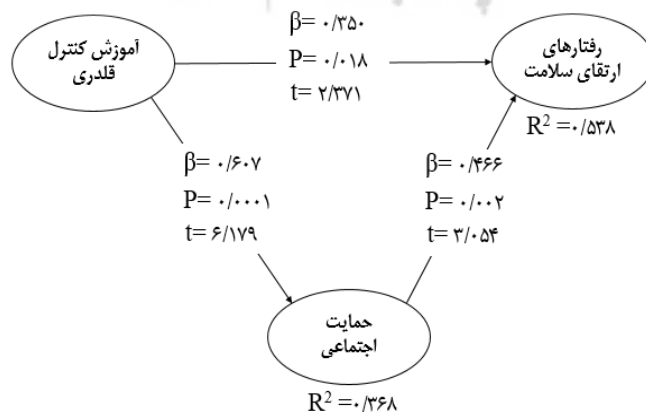 آموزش کنترل
قلدری
β= ۰/۳۵۰
P= ۰/۰۱۸
t= ۲/۳۷۱
رفتارهای
ارتقای سلامت
R² =۰/۵۳۸
β= ۰/۶۰۷
P= ۰/۰۰۰۱
t= ۶/۱۷۹
β= ۰/۴۶۶
P= ۰/۰۰۲
t= ۳/۰۵۴
حمایت
اجتماعی
R² =۰/۳۶۸